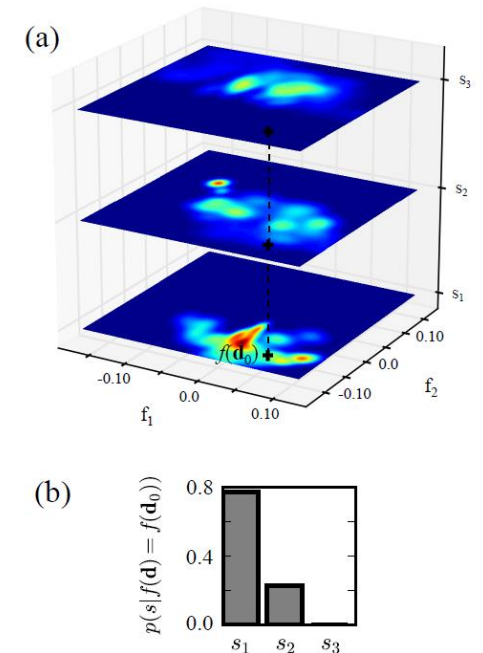 (a)
s₃
s₂
s₁
f(d₀)
0.10
0.0
-0.10
f₂
-0.10
0.0
0.10
f₁
(b)
p(s|f(d) = f(d₀))
0.8
0.4
0.0
s₁ s₂ s₃